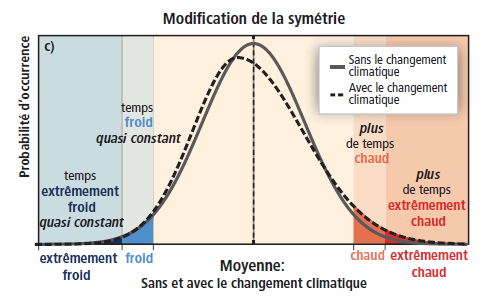 Modification de la symétrie
Probabilité d'occurrence
c)
Sans le changement
climatique
Avec le changement
climatique
temps
froid
quasi constant
temps
extrêmement
froid
quasi constant
plus
de temps
chaud
plus
de temps
extrêmement
chaud
extrêmement
froid
froid
Moyenne:
Sans et avec le changement climatique
chaud
extrêmement
chaud